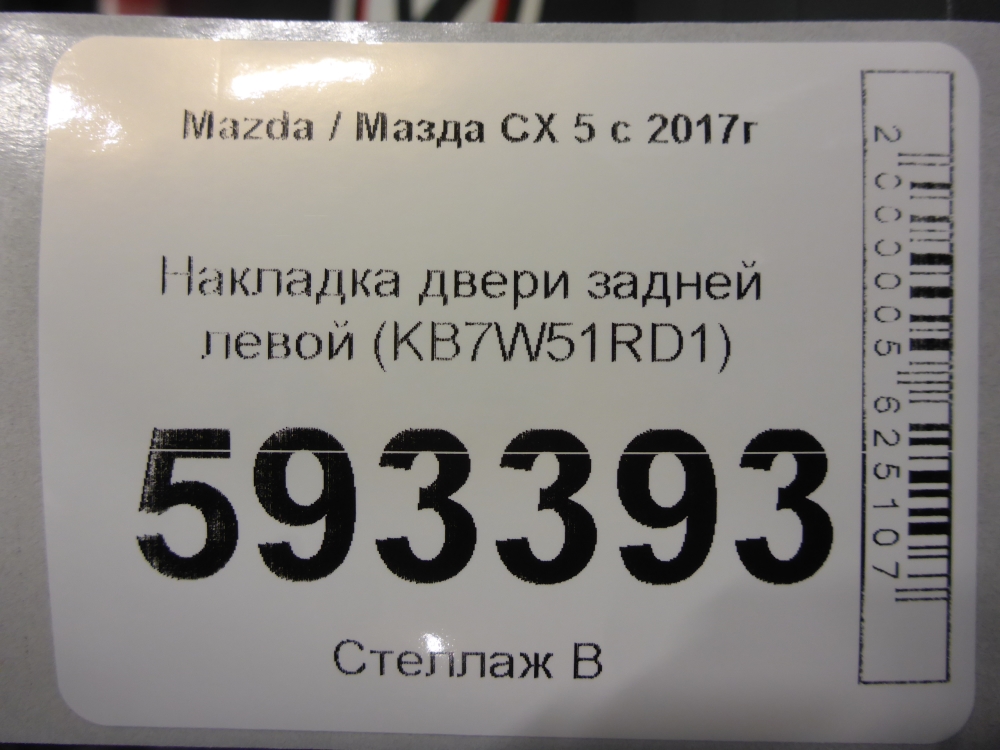 Mazda / Мазда CX 5 с 2017г
Накладка двери задней
левой (KB7W51RD1)
593393
Стеллаж B
2000005625107